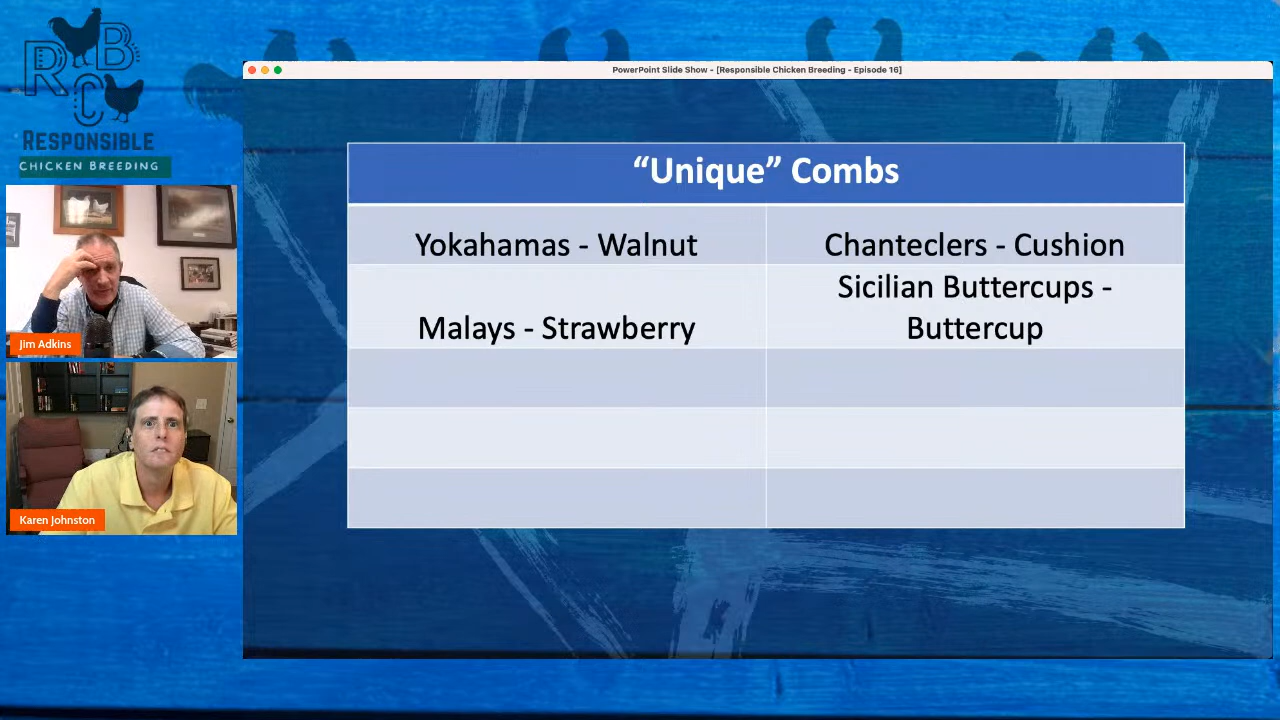 RBC
RESPONSIBLE
CHICKEN BREEDING
PowerPoint Slide Show - [Responsible Chicken Breeding - Episode 16]
“Unique” Combs
Yokahamas - Walnut
Chanteclers - Cushion
Malays - Strawberry
Sicilian Buttercups -
Buttercup
Jim Adkins
Karen Johnston